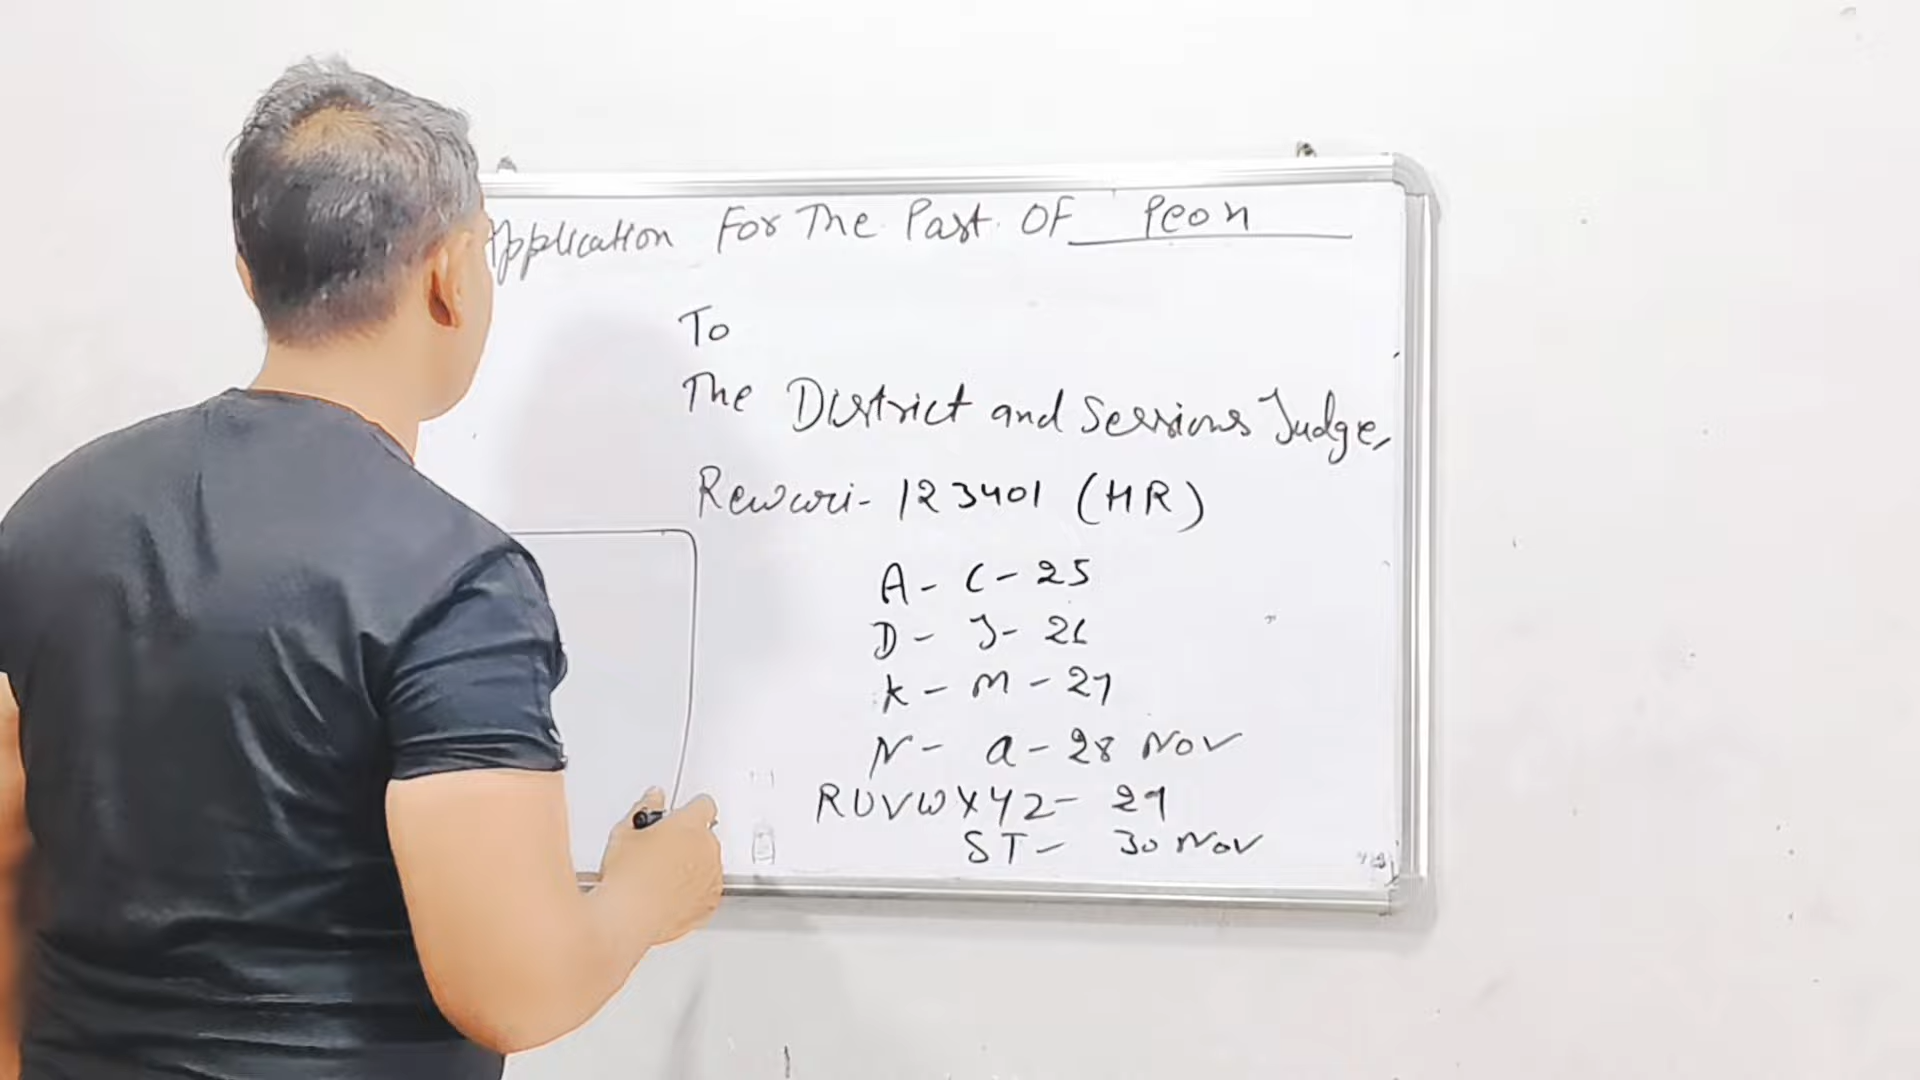 Application For The Past Of Peon
To
The District and Sessions Judge,
Rewari - 123401 (HR)
A - C - 25
D - J - 26
K - M - 27
N - Q - 28 Nov
RUVWXYZ - 29
ST - 30 Nov